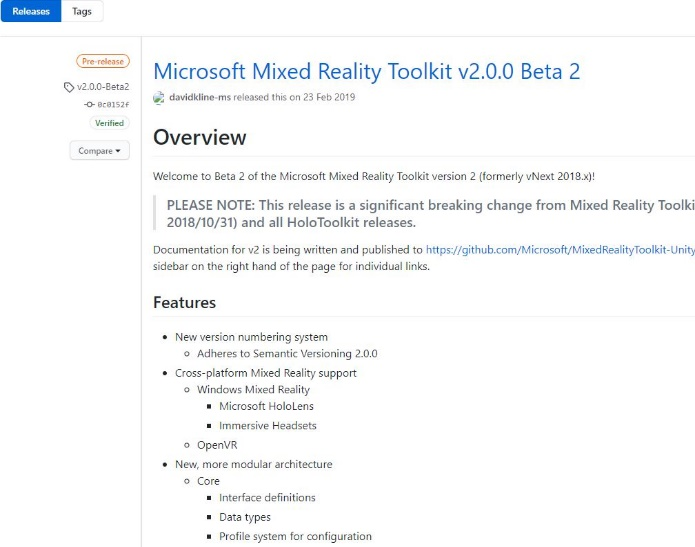 Releases
Tags
Pre-release
v2.0.0-Beta2
0c0152f
Verified
Compare
Microsoft Mixed Reality Toolkit v2.0.0 Beta 2
davidkline-ms released this on 23 Feb 2019
Overview
Welcome to Beta 2 of the Microsoft Mixed Reality Toolkit version 2 (formerly vNext 2018.x)!
PLEASE NOTE: This release is a significant breaking change from Mixed Reality Toolki
2018/10/31) and all HoloToolkit releases.
Documentation for v2 is being written and published to https://github.com/Microsoft/MixedRealityToolkit-Unity
sidebar on the right hand of the page for individual links.
Features
New version numbering system
Adheres to Semantic Versioning 2.0.0
Cross-platform Mixed Reality support
Windows Mixed Reality
Microsoft HoloLens
Immersive Headsets
OpenVR
New, more modular architecture
Core
Interface definitions
Data types
Profile system for configuration